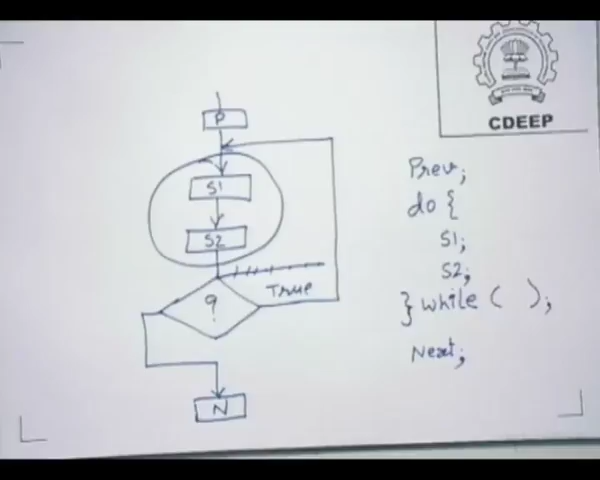 CDEEP
P
S1
S2
?
True
N
Prev;
do {
S1;
S2;
} while ( );
Next;